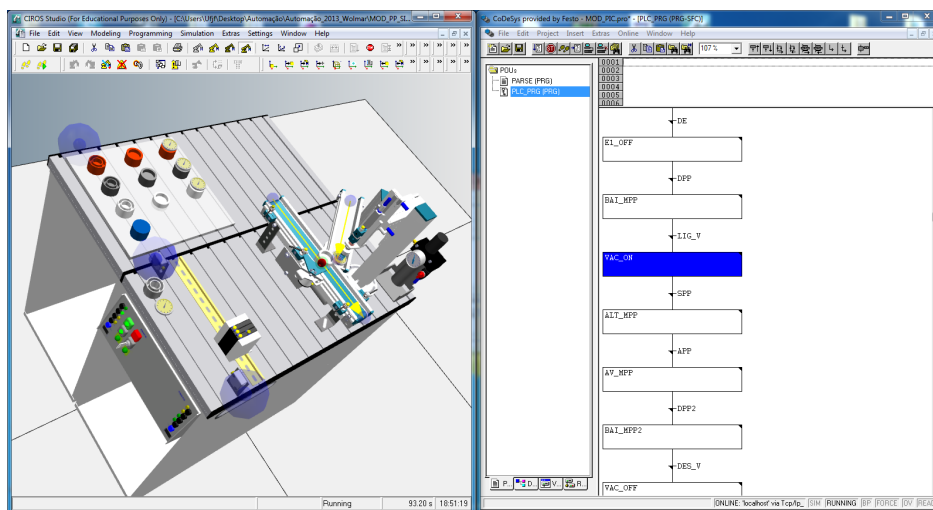 CIROS Studio (For Educational Purposes Only) - [C:\Users\Ufjf\Desktop\Automação\Automação_2013_Wolmar\MOD_PP_SI...
File Edit View Modeling Programming Simulation Extras Settings Window Help
Running 93.20 s 18:51:19
CoDeSys provided by Festo - MOD_PIC.pro* - [PLC_PRG (PRG-SFC)]
File Edit Project Insert Extras Online Window Help
107 %
POUs
PARSE (PRG)
PLC_PRG (PRG)
P... D... V... R...
0001
0002
0003
0004
0005
0006
DE
E1_OFF
DPP
BAI_MPP
LIG_V
VAC_ON
SPP
ALT_MPP
APP
AV_MPP
DPP2
BAI_MPP2
DES_V
VAC_OFF
ONLINE: 'localhost' via Tcp/Ip_ SIM RUNNING BP FORCE OV READ